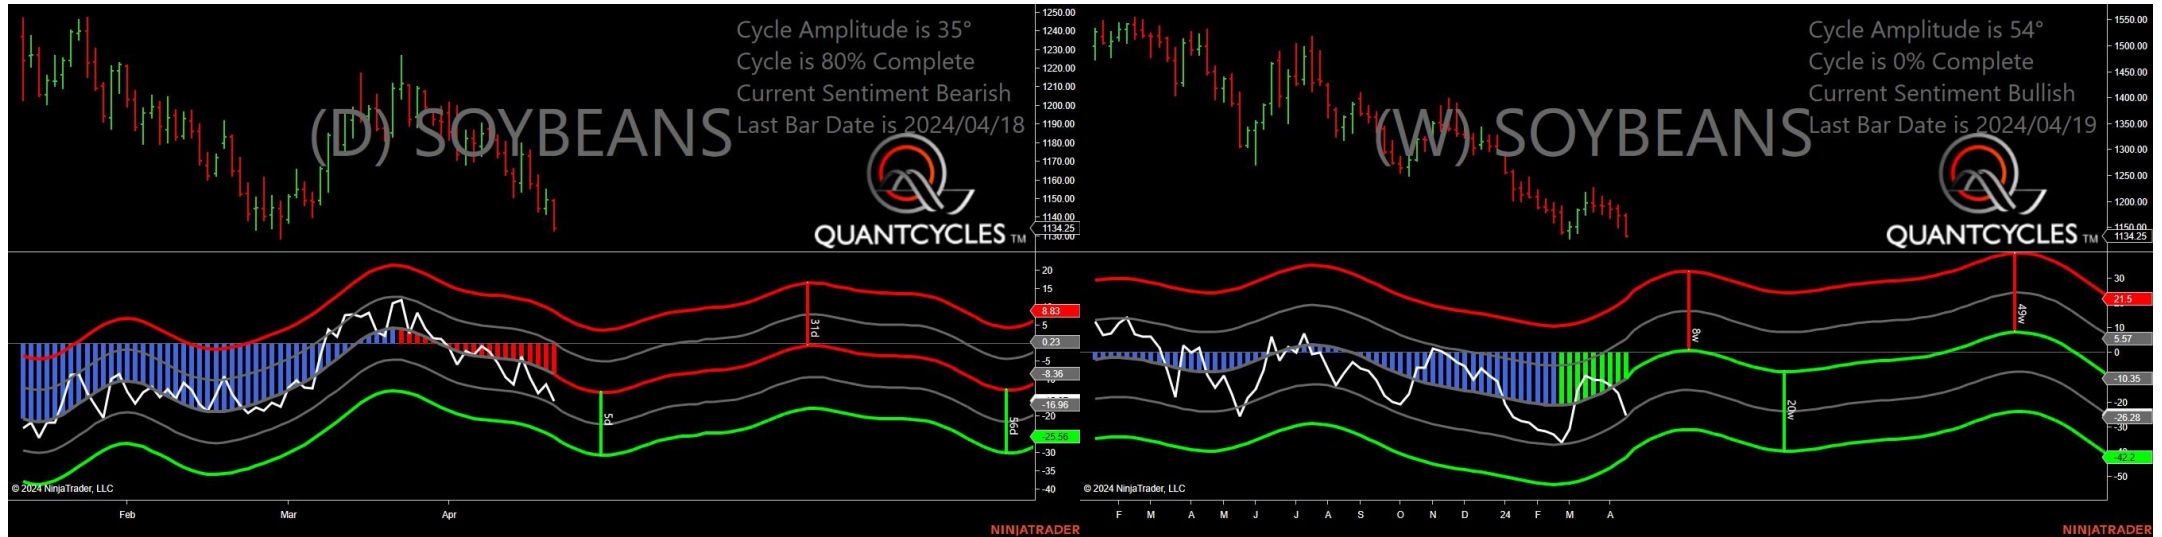 Cycle Amplitude is 35°
Cycle is 80% Complete
Current Sentiment Bearish
Last Bar Date is 2024/04/18
(D) SOYBEANS
QUANTCYCLES TM
1250.00
1240.00
1230.00
1220.00
1210.00
1200.00
1190.00
1180.00
1170.00
1160.00
1150.00
1140.00
1134.25
1130.00
20
15
8.83
5
0.23
-5
-8.36
-16.96
-20
-25.56
-30
-35
-40
31d
5d
56d
© 2024 NinjaTrader, LLC
Feb Mar Apr
NINJATRADER
Cycle Amplitude is 54°
Cycle is 0% Complete
Current Sentiment Bullish
Last Bar Date is 2024/04/19
(W) SOYBEANS
QUANTCYCLES TM
1550.00
1500.00
1450.00
1400.00
1350.00
1300.00
1250.00
1200.00
1150.00
1134.25
30
21.5
10
5.57
0
-10.35
-20
-26.28
-30
-42.2
-50
8w
49w
20w
© 2024 NinjaTrader, LLC
F M A M J J A S O N D 24 F M A
NINJATRADER